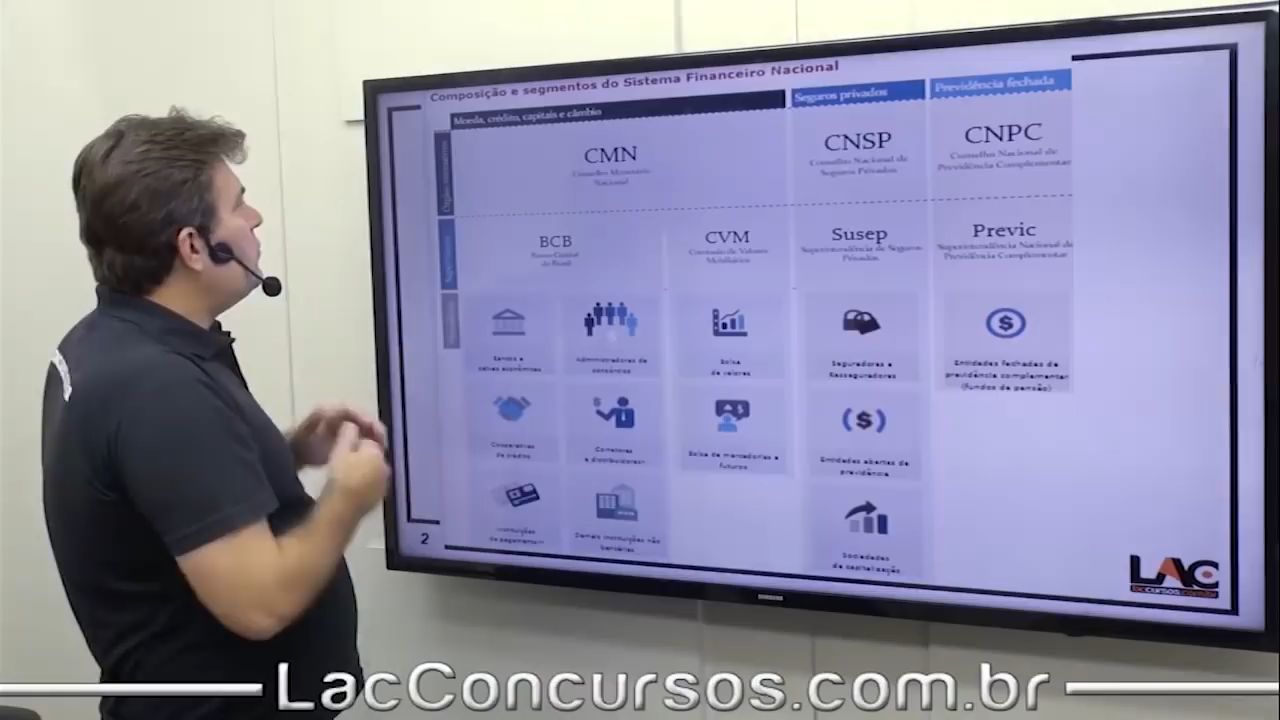 Composição e segmentos do Sistema Financeiro Nacional
Moeda, crédito, capitais e câmbio
Seguros privados
Previdência fechada
CMN
Conselho Monetário
Nacional
CNSP
Conselho Nacional de
Seguros Privados
CNPC
Conselho Nacional de
Previdência Complementar
BCB
Banco Central
do Brasil
CVM
Comissão de Valores
Mobiliários
Susep
Superintendência de Seguros
Privados
Previc
Superintendência Nacional de
Previdência Complementar
Bancos e
caixas econômicas
Administradoras de
consórcios
Bolsa
de valores
Seguradoras e
Resseguradores
Entidades fechadas de
previdência complementar
(fundos de pensão)
Cooperativas
de crédito
Corretoras
e distribuidoras
Bolsa de mercadorias e
futuros
Entidades abertas de
previdência
Instituições
de pagamento
Demais instituições não
bancárias
Sociedades
de capitalização
2
LAC
laccursos.com.br
SAMSUNG
LacConcursos.com.br